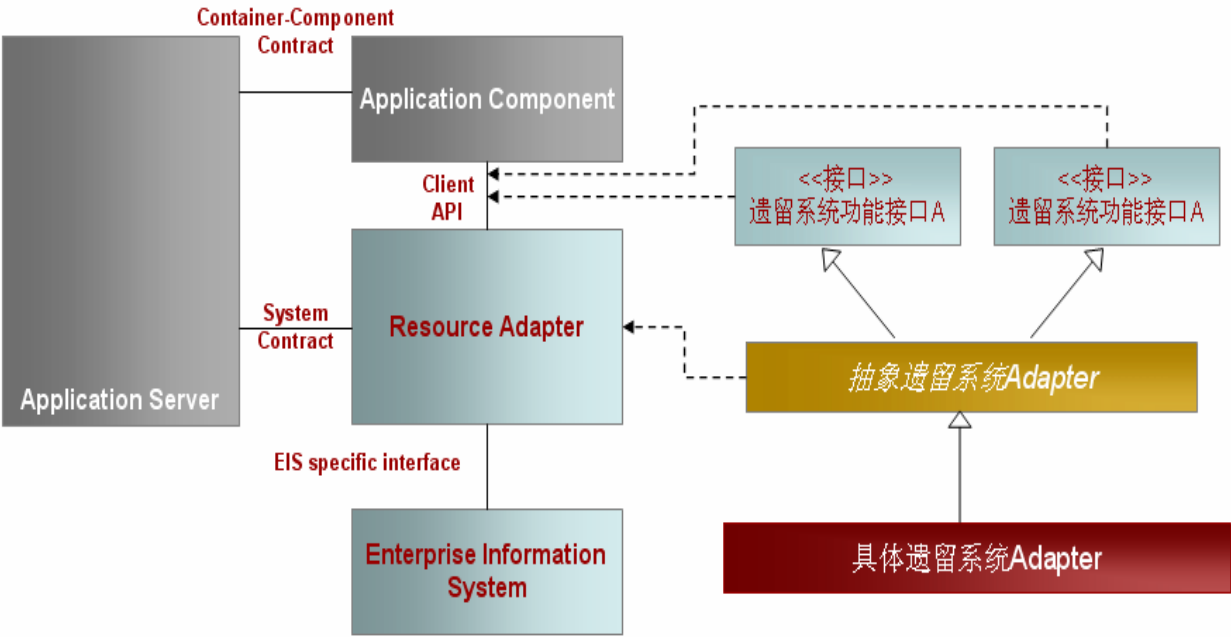 Container-Component
Contract
Application Component
<<接口>>
遗留系统功能接口A
<<接口>>
遗留系统功能接口A
Client
API
System
Contract
Resource Adapter
Application Server
抽象遗留系统Adapter
EIS specific interface
Enterprise Information
System
具体遗留系统Adapter